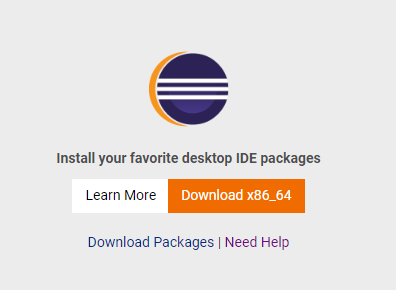 Install your favorite desktop IDE packages
Learn More Download x86_64
Download Packages | Need Help